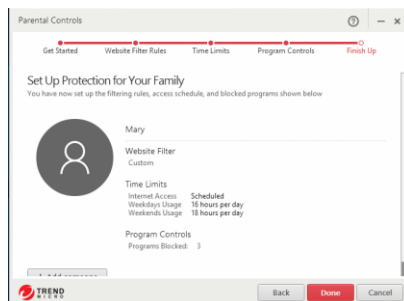 Parental Controls
Get Started Website Filter Rules Time Limits Program Controls Finish Up
Set Up Protection for Your Family
You have now set up the filtering rules, access schedule, and blocked programs shown below
Mary
Website Filter
Custom
Time Limits
Internet Access Scheduled
Weekdays Usage 16 hours per day
Weekends Usage 18 hours per day
Program Controls
Programs Blocked: 3
+ Add someone
TREND MICRO
Back Done Cancel